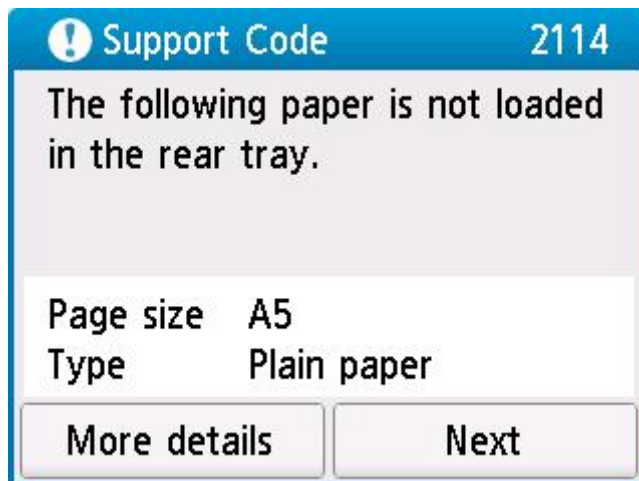 Support Code 2114
The following paper is not loaded
in the rear tray.
Page size A5
Type Plain paper
More details Next